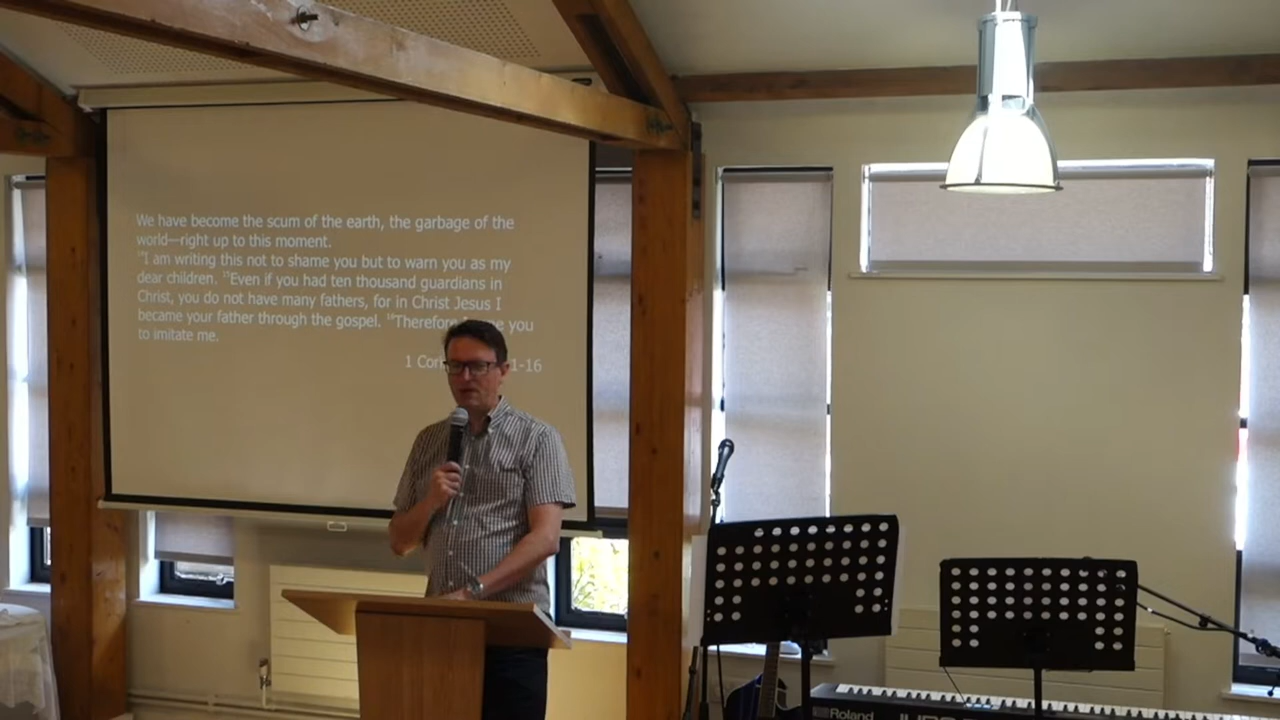 We have become the scum of the earth, the garbage of the
world—right up to this moment.
¹⁴I am writing this not to shame you but to warn you as my
dear children. ¹⁵Even if you had ten thousand guardians in
Christ, you do not have many fathers, for in Christ Jesus I
became your father through the gospel. ¹⁶Therefore you
to imitate me.
1 Cor 1-16
Roland